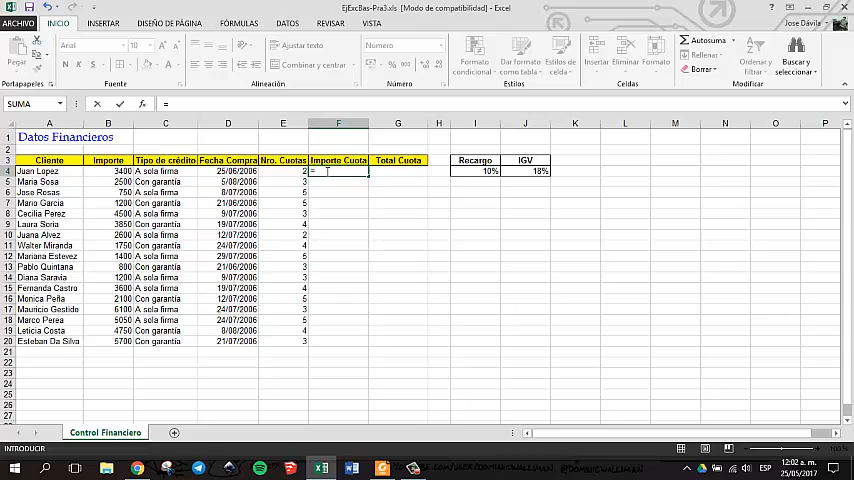 EjExcBas-Pra3.xls [Modo de compatibilidad] - Excel
ARCHIVO INICIO INSERTAR DISEÑO DE PÁGINA FÓRMULAS DATOS REVISAR VISTA Jose Dávila
Pegar Arial 10 Ajustar texto Número Formato condicional Dar formato como tabla Estilos de celda Insertar Eliminar Formato Autosuma Rellenar Borrar Ordenar y filtrar Buscar y seleccionar
N K S Combinar y centrar % 000
Portapapeles Fuente Alineación Número Estilos Celdas Modificar
SUMA =
A B C D E F G H I J K L M N O P
1 Datos Financieros
2
3 Cliente Importe Tipo de crédito Fecha Compra Nro. Cuotas Importe Cuota Total Cuota Recargo IGV
4 Juan Lopez 3400 A sola firma 25/06/2006 2 = 10% 18%
5 Maria Sosa 2500 Con garantía 5/08/2006 3
6 Jose Rosas 750 A sola firma 8/07/2006 5
7 Mario Garcia 1200 Con garantía 21/06/2006 5
8 Cecilia Perez 4500 A sola firma 9/07/2006 3
9 Laura Soria 3850 Con garantía 19/07/2006 4
10 Juana Alvez 2600 A sola firma 12/07/2006 2
11 Walter Miranda 1750 Con garantía 24/07/2006 4
12 Mariana Estevez 1400 A sola firma 29/07/2006 5
13 Pablo Quintana 800 Con garantía 21/06/2006 3
14 Diana Saravia 1200 A sola firma 9/07/2006 3
15 Fernanda Castro 3600 A sola firma 19/07/2006 4
16 Monica Peña 2100 Con garantía 12/07/2006 5
17 Mauricio Gestido 6100 A sola firma 24/07/2006 3
18 Marco Perea 5050 A sola firma 24/07/2006 5
19 Leticia Costa 4750 Con garantía 8/08/2006 4
20 Esteban Da Silva 5700 Con garantía 21/07/2006 3
21
22
23
24
25
26
27
Control Financiero
INTRODUCIR 100%
YOUTUBE.COM/USER/DOMINICWALLSMAN @DOMINICWALLSMAN
ESP 12:02 a. m.
25/05/2017